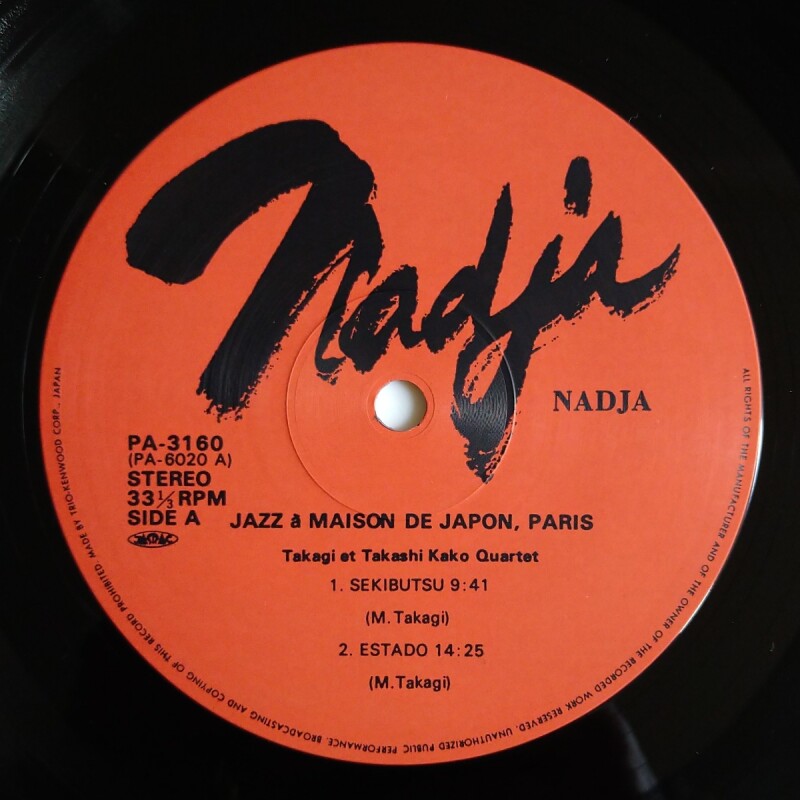 Nadja
NADJA
PA-3160
(PA-6020 A)
STEREO
33 1/3 RPM
SIDE A
JASRAC
JAZZ à MAISON DE JAPON, PARIS
Takagi et Takashi Kako Quartet
1. SEKIBUTSU 9:41
(M. Takagi)
2. ESTADO 14:25
(M. Takagi)
ALL RIGHTS OF THE MANUFACTURER AND OF THE OWNER OF THE RECORDED WORK RESERVED. UNAUTHORIZED PUBLIC PERFORMANCE, BROADCASTING AND COPYING OF THIS RECORD PROHIBITED. MADE BY TRIO-KENWOOD CORP., JAPAN